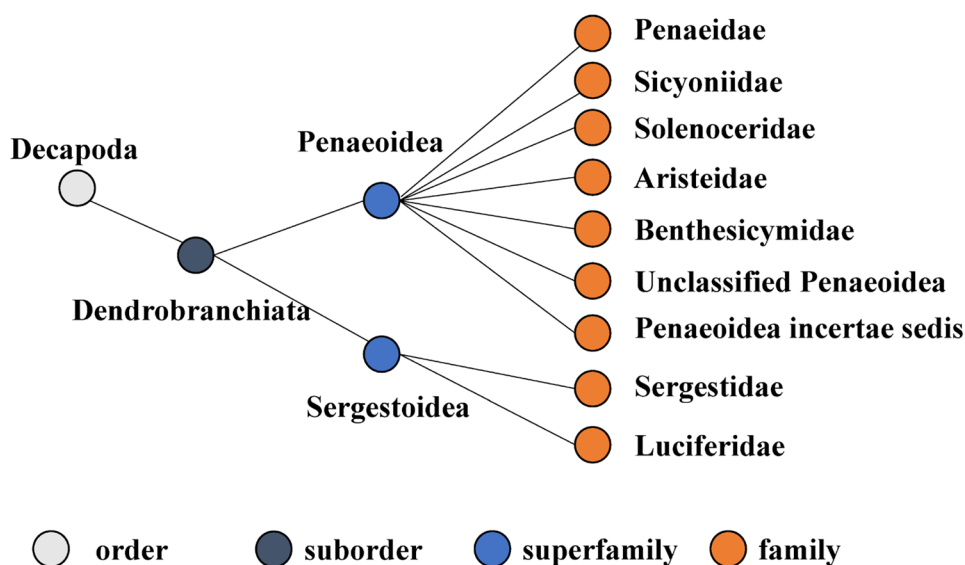 Decapoda
Dendrobranchiata
Penaeoidea
Sergestoidea
Penaeidae
Sicyoniidae
Solenoceridae
Aristeidae
Benthesicymidae
Unclassified Penaeoidea
Penaeoidea incertae sedis
Sergestidae
Luciferidae
order suborder superfamily family